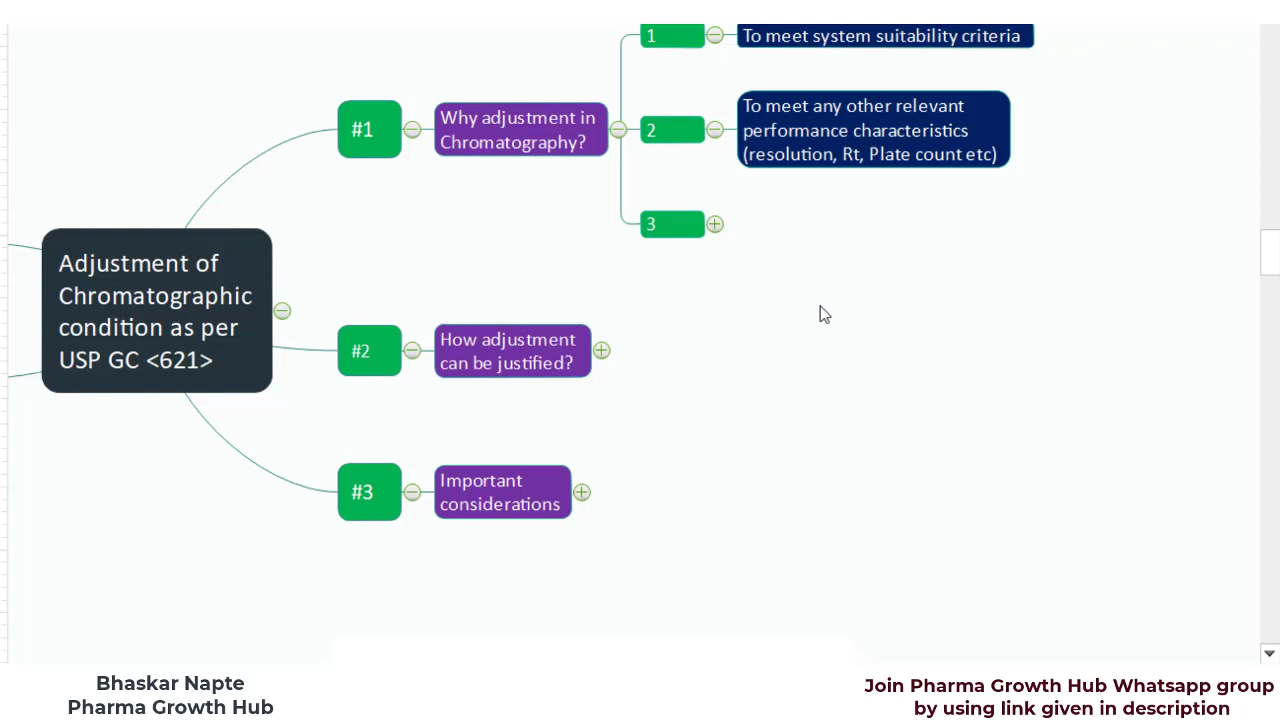 Adjustment of
Chromatographic
condition as per
USP GC <621>
#1
Why adjustment in
Chromatography?
1
To meet system suitability criteria
2
To meet any other relevant
performance characteristics
(resolution, Rt, Plate count etc)
3
#2
How adjustment
can be justified?
#3
Important
considerations
Bhaskar Napte
Pharma Growth Hub
Join Pharma Growth Hub Whatsapp group
by using link given in description